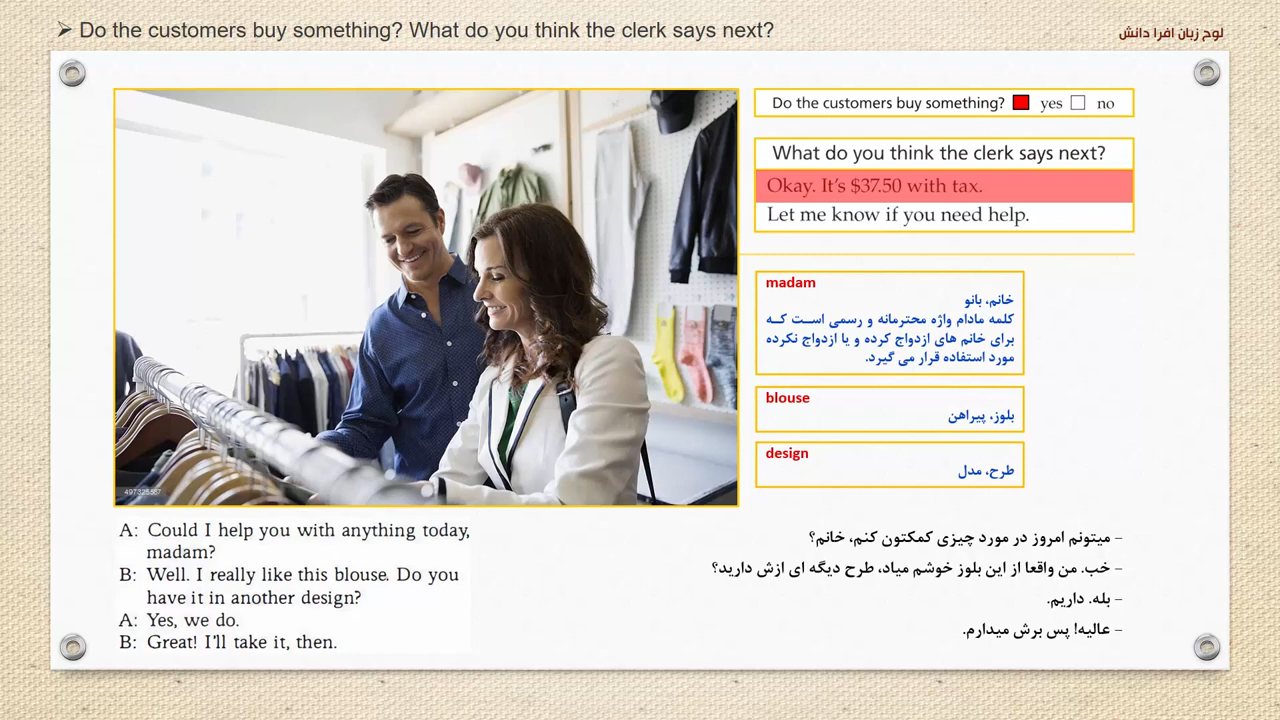 ➢ Do the customers buy something? What do you think the clerk says next?
لوح زبان افرا دانش
Do the customers buy something? yes no
What do you think the clerk says next?
Okay. It's $37.50 with tax.
Let me know if you need help.
madam
خانم، بانو
کلمه مادام واژه محترمانه و رسمی است که
برای خانم های ازدواج کرده و یا ازدواج نکرده
مورد استفاده قرار می گیرد.
blouse
بلوز، پیراهن
design
طرح، مدل
A: Could I help you with anything today,
madam?
B: Well. I really like this blouse. Do you
have it in another design?
A: Yes, we do.
B: Great! I'll take it, then.
– میتونم امروز در مورد چیزی کمکتون کنم، خانم؟
– خب. من واقعا از این بلوز خوشم میاد، طرح دیگه ای ازش دارید؟
– بله. داریم.
– عالیه! پس برش میدارم.